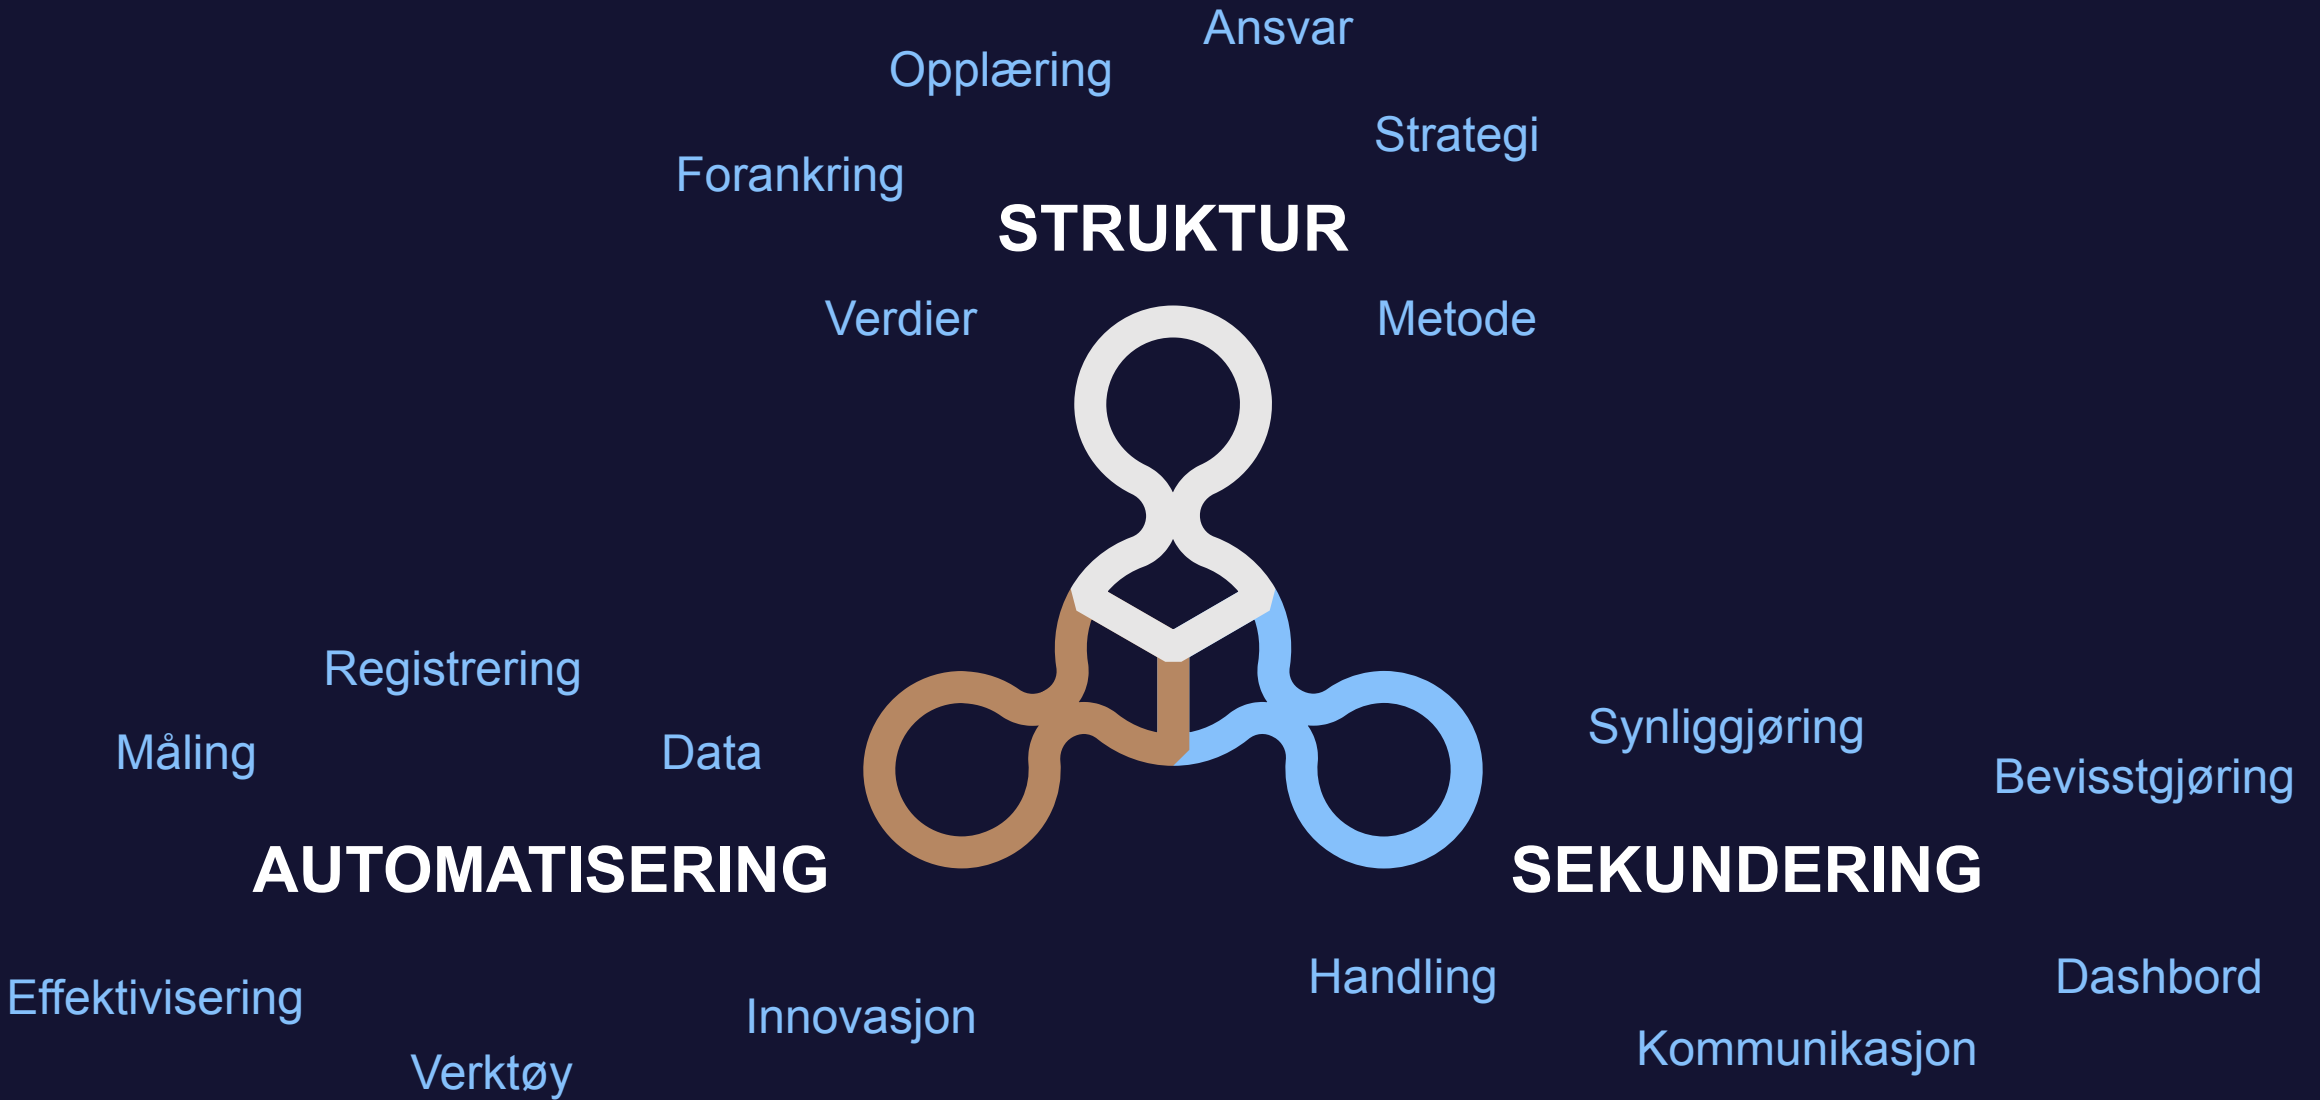 Ansvar
Opplæring
Strategi
Forankring
STRUKTUR
Verdier
Metode
Registrering
Måling
Data
AUTOMATISERING
Effektivisering
Innovasjon
Verktøy
Synliggjøring
Bevisstgjøring
SEKUNDERING
Handling
Dashbord
Kommunikasjon